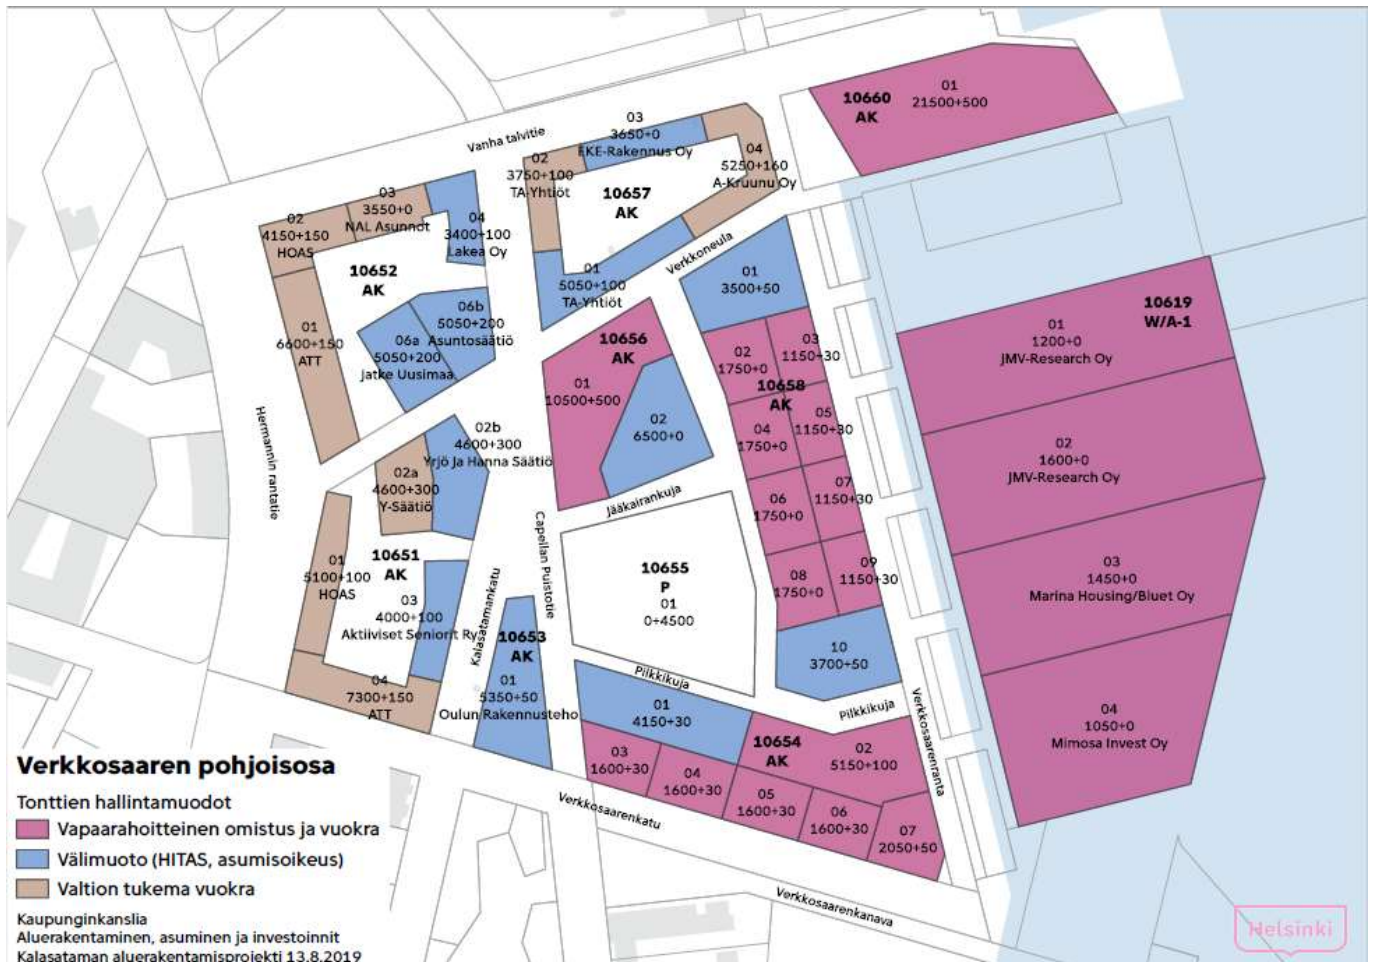 10660
AK
01
21500+500
Vanha talvitie
03
3650+0
EKE-Rakennus Oy
02
3750+100
TA-Yhtiöt
04
5250+160
A-Kruunu Oy
10657
AK
01
5050+100
TA-Yhtiöt
Verkkoneula
03
3550+0
NAL Asunnot
02
4150+150
HOAS
04
3400+100
Lakea Oy
10652
AK
01
6600+150
ATT
06b
5050+200
Asuntosäätiö
06a
5050+200
Jatke Uusimaa
01
3500+50
10619
W/A-1
01
1200+0
JMV-Research Oy
02
1600+0
JMV-Research Oy
03
1450+0
Marina Housing/Bluet Oy
04
1050+0
Mimosa Invest Oy
10656
AK
01
10500+500
02
6500+0
02
1750+0
03
1150+30
10658
AK
04
1750+0
05
1150+30
06
1750+0
07
1150+30
08
1750+0
09
1150+30
10
3700+50
Hermannin rantatie
02b
4600+300
Yrjö Ja Hanna Säätiö
02a
4600+300
Y-Säätiö
Jääkairankuja
Capellan Puistotie
10651
AK
01
5100+100
HOAS
03
4000+100
Aktiiviset Seniorit Ry
04
7300+150
ATT
Kalasatamankatu
10653
AK
01
5350+50
Oulun Rakennusteho
10655
P
01
0+4500
Pilkkikuja
Pilkkikuja
Verkkosaarenranta
01
4150+30
10654
AK
02
5150+100
03
1600+30
04
1600+30
05
1600+30
06
1600+30
07
2050+50
Verkkosaarenkatu
Verkkosaarenkanava
Verkkosaaren pohjoisosa
Tonttien hallintamuodot
Vapaarahoitteinen omistus ja vuokra
Välimuoto (HITAS, asumisoikeus)
Valtion tukema vuokra
Kaupunginkanslia
Aluerakentaminen, asuminen ja investoinnit
Kalasataman aluerakentamisprojekti 13.8.2019
Helsinki